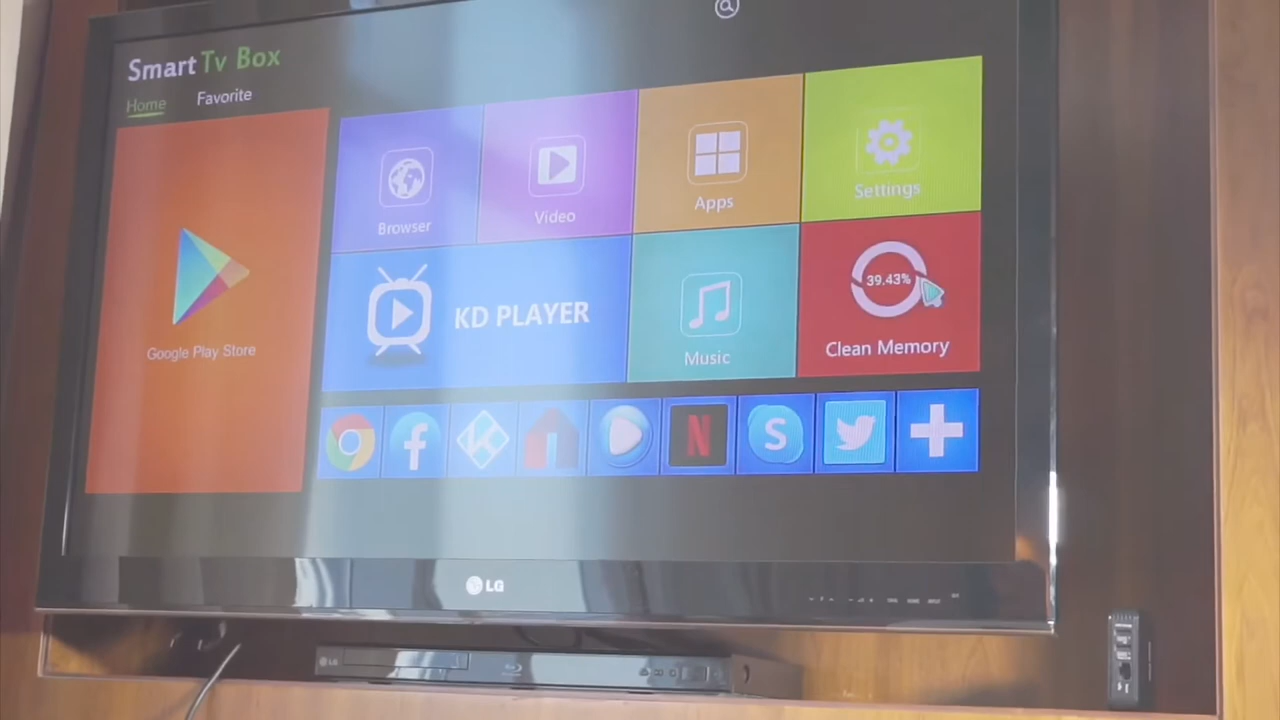 Smart Tv Box
Home Favorite
Browser
Video
Apps
Settings
Google Play Store
KD PLAYER
Music
39.43%
Clean Memory
f
K
N
S
LG
LG